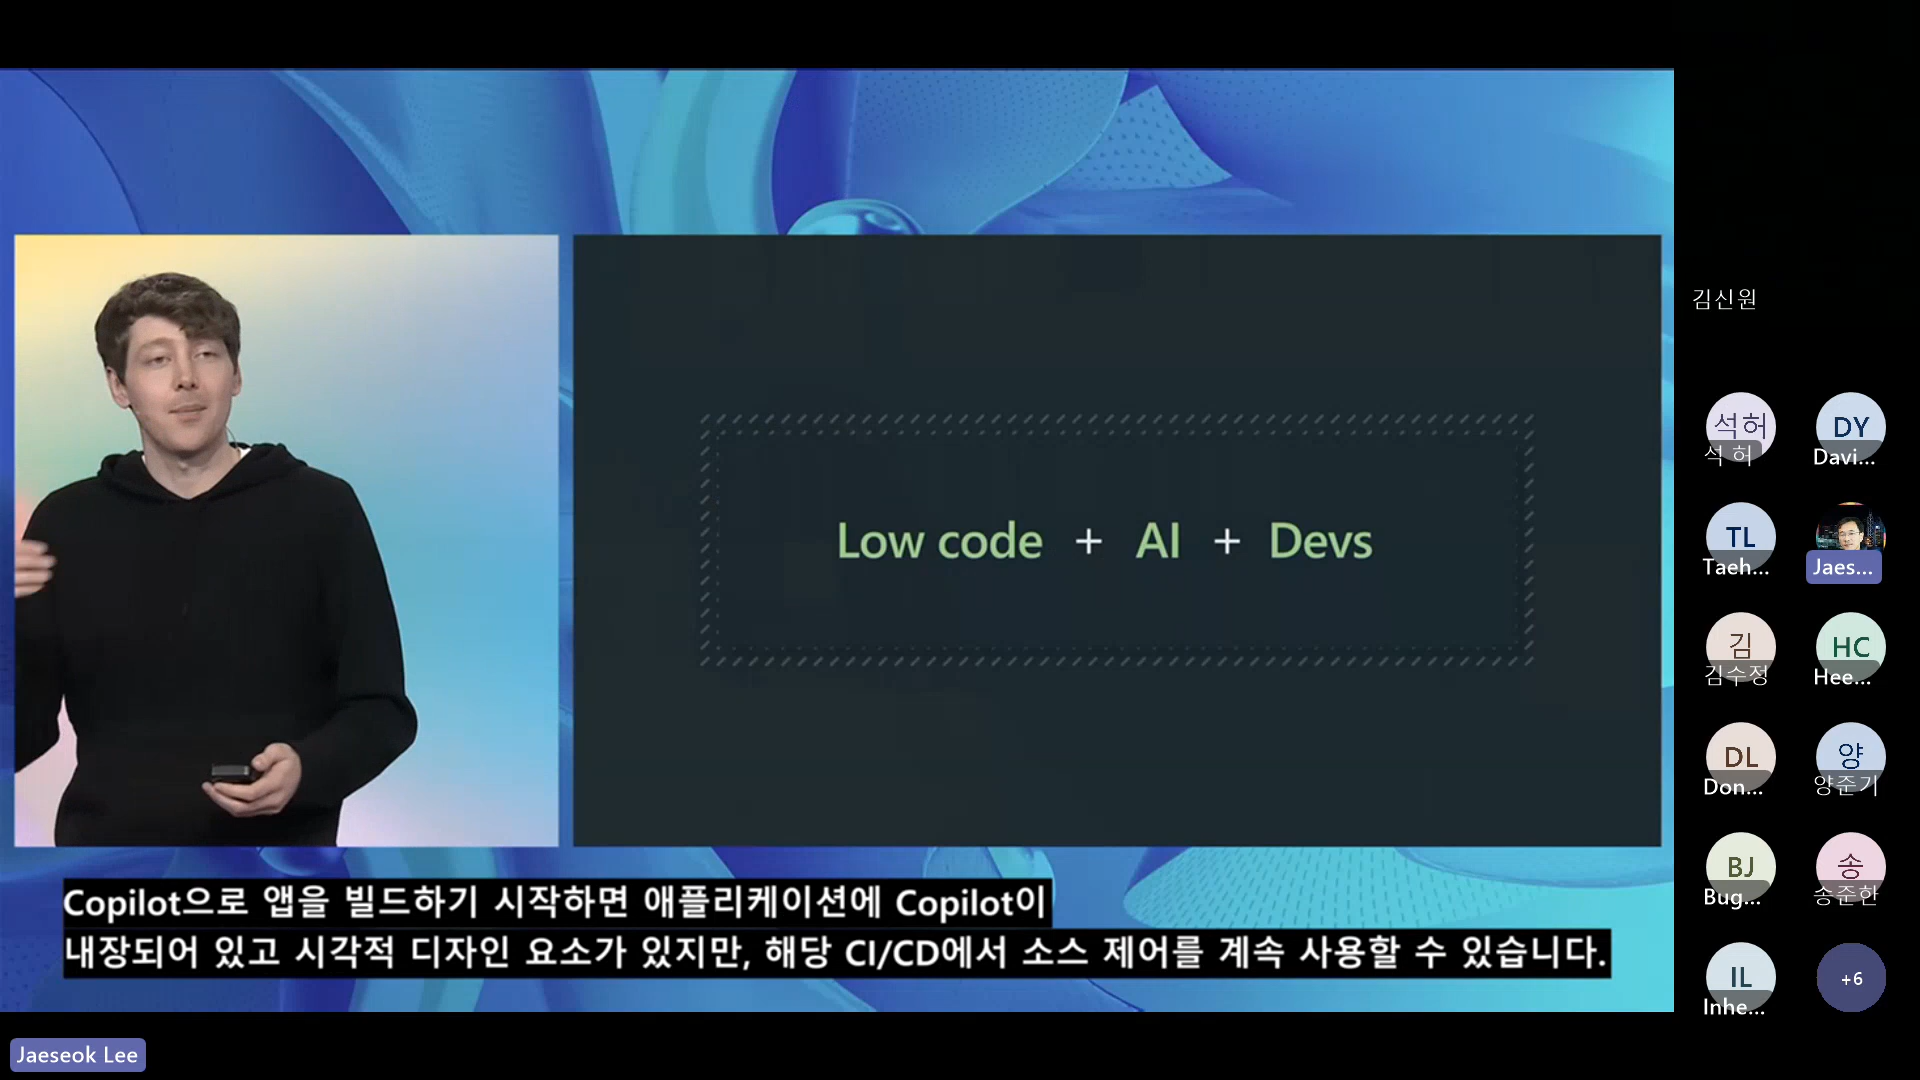 Low code + AI + Devs
Copilot으로 앱을 빌드하기 시작하면 애플리케이션에 Copilot이
내장되어 있고 시각적 디자인 요소가 있지만, 해당 CI/CD에서 소스 제어를 계속 사용할 수 있습니다.
Jaeseok Lee
김신원
석허
석 허
DY
Davi...
TL
Taeh...
Jaes...
김
김수정
HC
Hee...
DL
Don...
양
양준기
BJ
Bug...
송
송준한
IL
Inhe...
+6